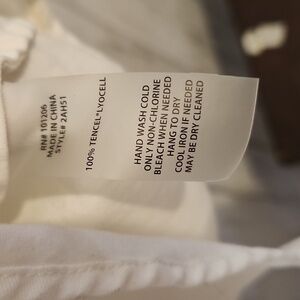 RN# 101206
MADE IN CHINA
STYLE# 2AH51
100% TENCEL®LYOCELL
HAND WASH COLD
ONLY NON-CHLORINE
BLEACH WHEN NEEDED
HANG TO DRY
COOL IRON IF NEEDED
MAY BE DRY CLEANED